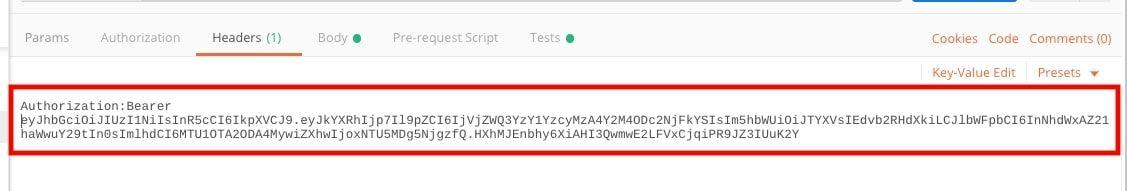 Params Authorization Headers (1) Body Pre-request Script Tests Cookies Code Comments (0)
Key-Value Edit Presets
Authorization:Bearer
eyJhbGciOiJIUzI1NiIsInR5cCI6IkpXVCJ9.eyJkYXRhIjp7Il9pZCI6IjVjZWQ3YzY1YzcyMzA4Y2M4ODc2NjFkYSIsIm5hbWUiOiJTYXVsIEdvb2RHdXkiLCJlbWFpbCI6InNhdWxAZ21
haWwuY29tIn0sImlhdCI6MTU1OTA2ODA4MywiZXhwIjoxNTU5MDg5NjgzfQ.HXhMJEnbhy6XiAHI3QwmwE2LFVxCjqiPR9JZ3IUuK2Y